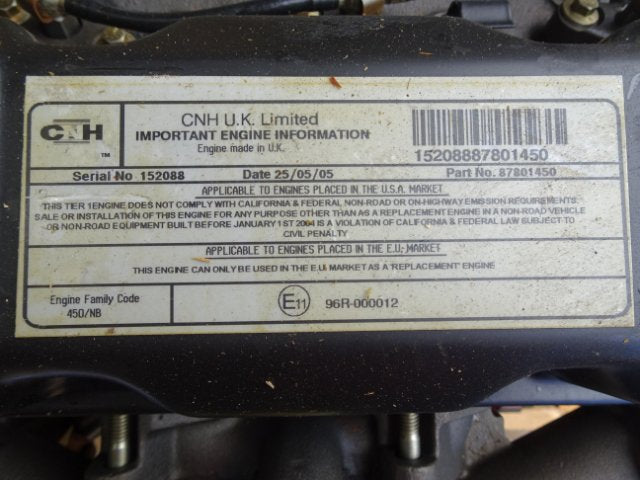 CNH
TM
CNH U.K. Limited
IMPORTANT ENGINE INFORMATION
Engine made in U.K.
15208887801450
Serial No 152088 Date 25/05/05 Part No. 87801450
APPLICABLE TO ENGINES PLACED IN THE U.S.A. MARKET
THIS TIER 1ENGINE DOES NOT COMPLY WITH CALIFORNIA & FEDERAL, NON-ROAD OR ON-HIGHWAY EMISSION REQUIREMENTS.
SALE OR INSTALLATION OF THIS ENGINE FOR ANY PURPOSE OTHER THAN AS A REPLACEMENT ENGINE IN A NON-ROAD VEHICLE
OR NON-ROAD EQUIPMENT BUILT BEFORE JANUARY 1 ST 2004 IS A VIOLATION OF CALIFORNIA & FEDERAL LAW SUBJECT TO
CIVIL PENALTY
APPLICABLE TO ENGINES PLACED IN THE E.U. MARKET
THIS ENGINE CAN ONLY BE USED IN THE E.U. MARKET AS A 'REPLACEMENT' ENGINE
Engine Family Code
450/NB
E11 96R-000012